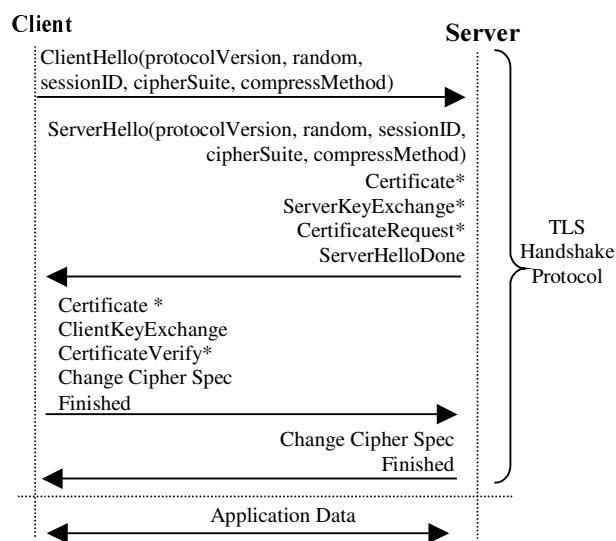 Client
Server
ClientHello(protocolVersion, random,
sessionID, cipherSuite, compressMethod)
ServerHello(protocolVersion, random, sessionID,
cipherSuite, compressMethod)
Certificate*
ServerKeyExchange*
CertificateRequest*
ServerHelloDone
TLS
Handshake
Protocol
Certificate *
ClientKeyExchange
CertificateVerify*
Change Cipher Spec
Finished
Change Cipher Spec
Finished
Application Data